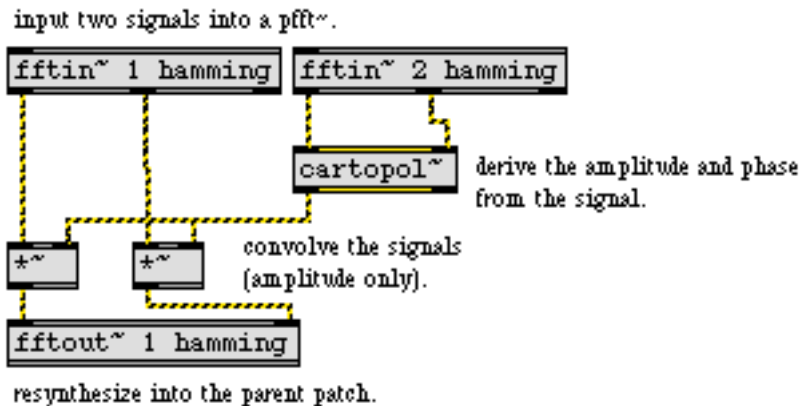 input two signals into a pfft~.
fftin~ 1 hamming
fftin~ 2 hamming
cartopol~
derive the amplitude and phase
from the signal.
*~
*~
convolve the signals
(amplitude only).
fftout~ 1 hamming
resynthesize into the parent patch.